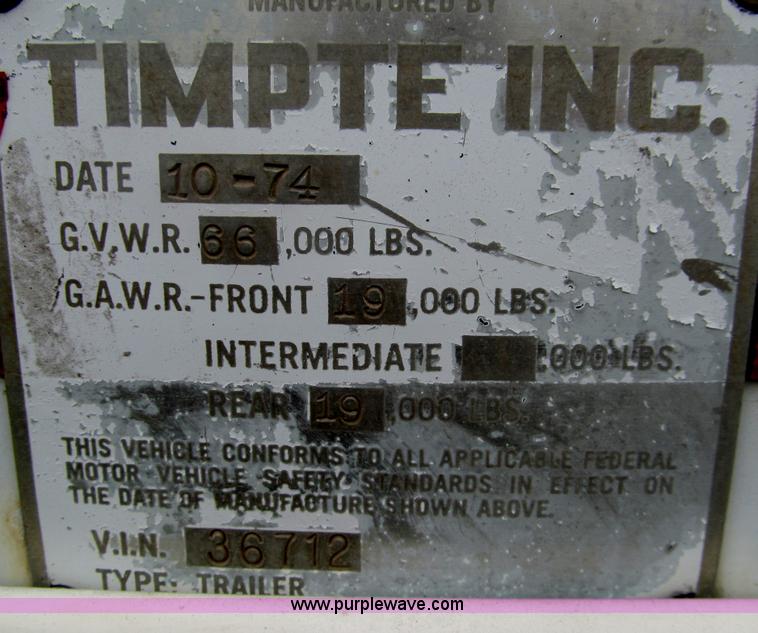 MANUFACTURED BY
TIMPTE INC.
DATE 10-74
G.V.W.R. 66,000 LBS.
G.A.W.R.-FRONT 19,000 LBS.
INTERMEDIATE ,000 LBS.
REAR 19,000 LBS.
THIS VEHICLE CONFORMS TO ALL APPLICABLE FEDERAL
MOTOR VEHICLE SAFETY STANDARDS IN EFFECT ON
THE DATE OF MANUFACTURE SHOWN ABOVE.
V.I.N. 36712
TYPE: TRAILER
www.purplewave.com